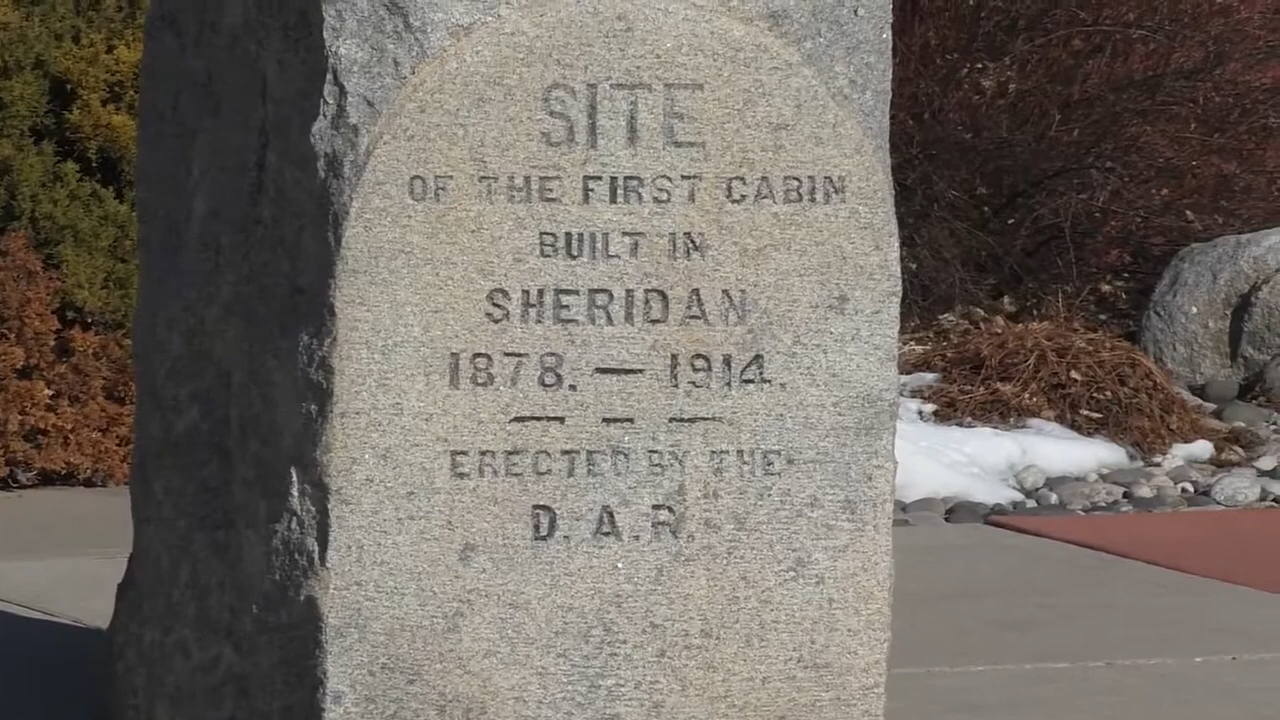 SITE
OF THE FIRST CABIN
BUILT IN
SHERIDAN
1878. — 1914.
— - —
ERECTED BY THE
D. A. R.